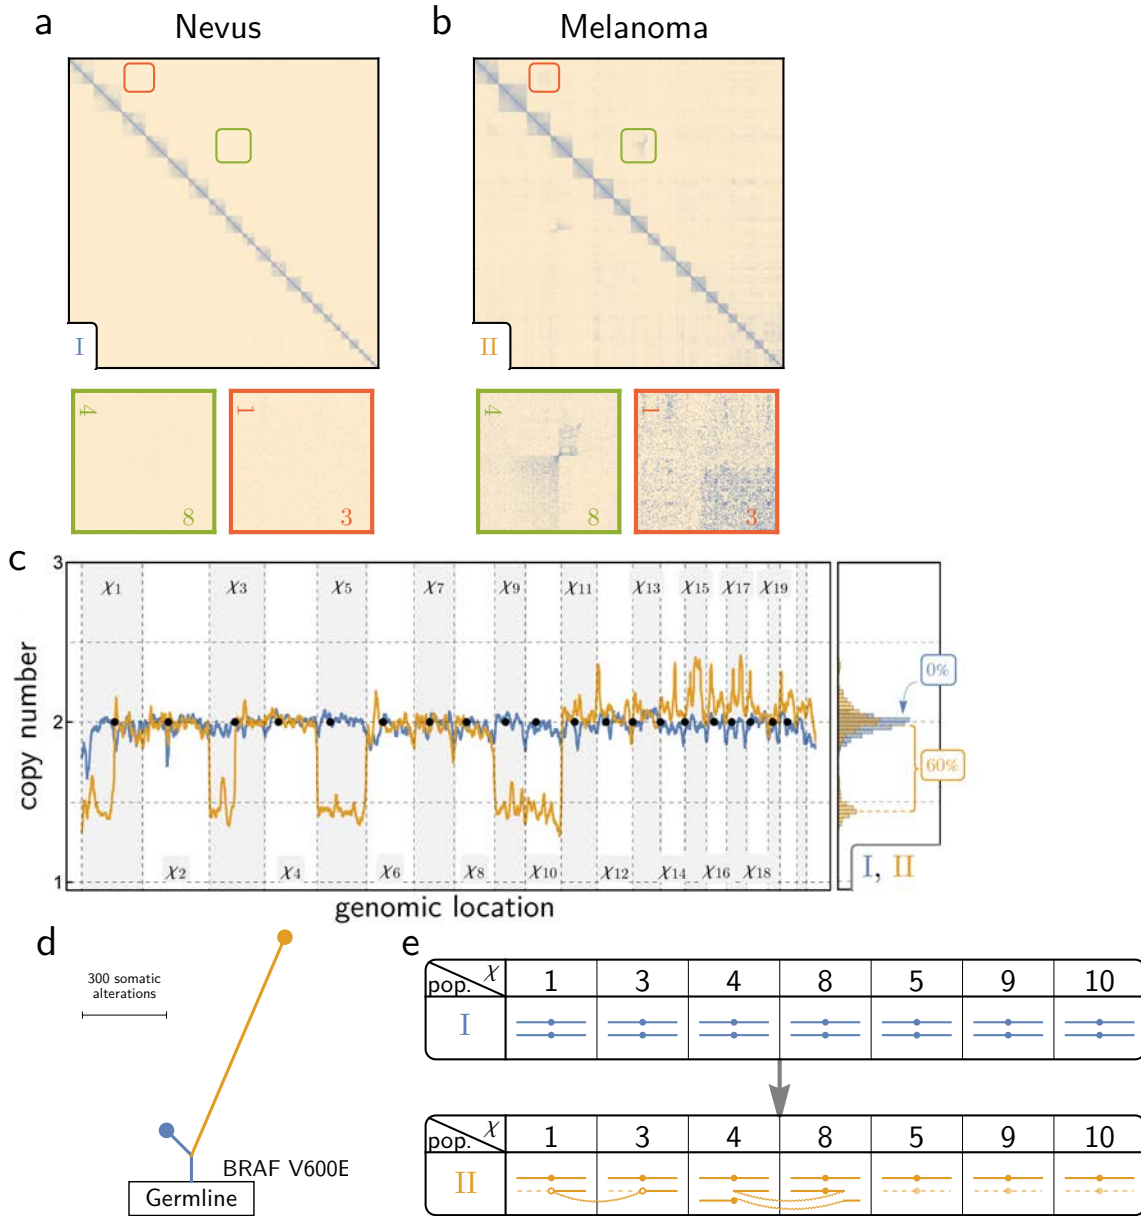 a Nevus
b Melanoma
I
II
4
8
1
3
4
8
1
3
c
3
2
1
copy number
χ1 χ3 χ5 χ7 χ9 χ11 χ13 χ15 χ17 χ19
χ2 χ4 χ6 χ8 χ10 χ12 χ14 χ16 χ18
genomic location
0%
60%
I, II
d
300 somatic
alterations
BRAF V600E
Germline
e
pop. χ 1 3 4 8 5 9 10
I
pop. χ 1 3 4 8 5 9 10
II